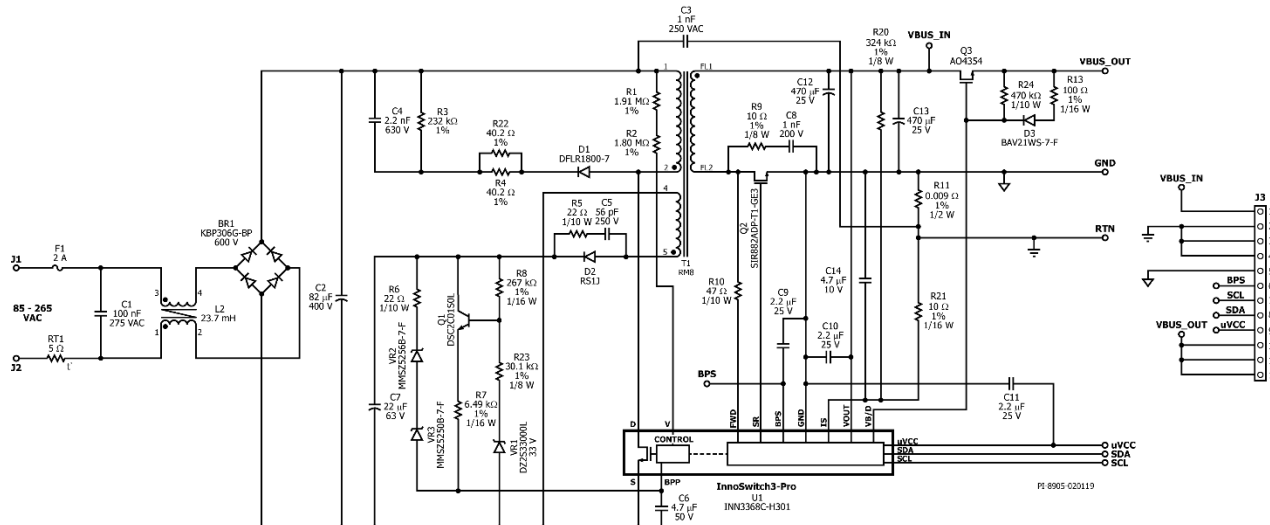 C3
1 nF
250 VAC
R20
324 kΩ
1%
1/8 W
VBUS_IN
Q3
AO4354
VBUS_OUT
1
FL1
C4
2.2 nF
630 V
R3
232 kΩ
1%
R22
40.2 Ω
1%
R4
40.2 Ω
1%
D1
DFLR1800-7
R1
1.91 MΩ
1%
R2
1.80 MΩ
1%
2
FL2
R9
10 Ω
1%
1/8 W
C8
1 nF
200 V
C12
470 µF
25 V
C13
470 µF
25 V
R24
470 kΩ
1/10 W
R13
100 Ω
1%
1/16 W
D3
BAV21WS-7-F
GND
4
5
T1
RM8
R5
22 Ω
1/10 W
C5
56 pF
250 V
D2
RS1J
Q2
SIR882ADP-T1-GE3
R11
0.009 Ω
1%
1/2 W
RTN
VBUS_IN
J3
BPS
SCL
SDA
uVCC
VBUS_OUT
BR1
KBP306G-BP
600 V
F1
2 A
J1
85 - 265
VAC
C1
100 nF
275 VAC
3
4
1
2
L2
23.7 mH
RT1
5 Ω
J2
C2
82 µF
400 V
C7
22 µF
63 V
R6
22 Ω
1/10 W
VR2
MMSZ5256B-7-F
VR3
MMSZ5250B-7-F
Q1
DSC2C01S0L
R8
267 kΩ
1%
1/16 W
R23
30.1 kΩ
1%
1/8 W
R7
6.49 kΩ
1%
1/16 W
VR1
DZ2S33000L
33 V
R10
47 Ω
1/10 W
C9
2.2 µF
25 V
C14
4.7 µF
10 V
C10
2.2 µF
25 V
R21
10 Ω
1%
1/16 W
BPS
C11
2.2 µF
25 V
D
V
FWD
SR
BPS
GND
IS
VOUT
VB/D
CONTROL
uVCC
SDA
SCL
uVCC
SDA
SCL
S
BPP
InnoSwitch3-Pro
U1
INN3368C-H301
C6
4.7 µF
50 V
PI-8905-020119